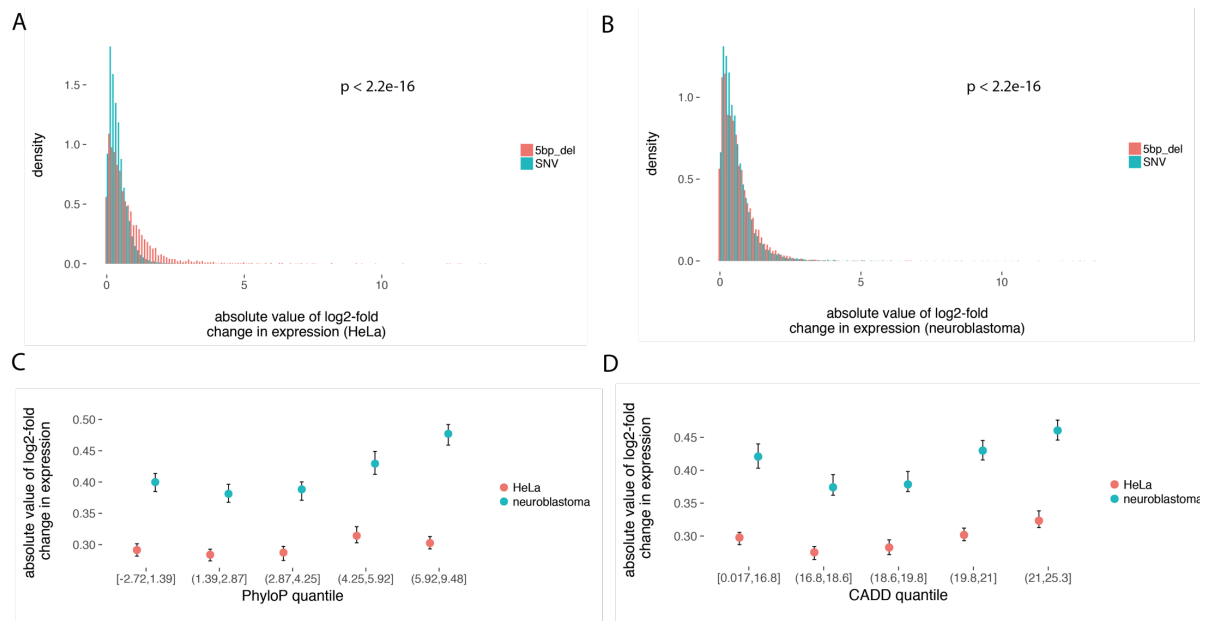 A
density
1.5
1.0
0.5
0.0
p < 2.2e-16
5bp_del
SNV
0
5
10
absolute value of log2-fold
change in expression (HeLa)
B
density
1.0
0.5
0.0
p < 2.2e-16
5bp_del
SNV
0
5
10
absolute value of log2-fold
change in expression (neuroblastoma)
C
absolute value of log2-fold
change in expression
0.50
0.45
0.40
0.35
0.30
HeLa
neuroblastoma
[-2.72,1.39]
(1.39,2.87]
(2.87,4.25]
(4.25,5.92]
(5.92,9.48]
PhyloP quantile
D
absolute value of log2-fold
change in expression
0.45
0.40
0.35
0.30
HeLa
neuroblastoma
[0.017,16.8]
(16.8,18.6]
(18.6,19.8]
(19.8,21]
(21,25.3]
CADD quantile